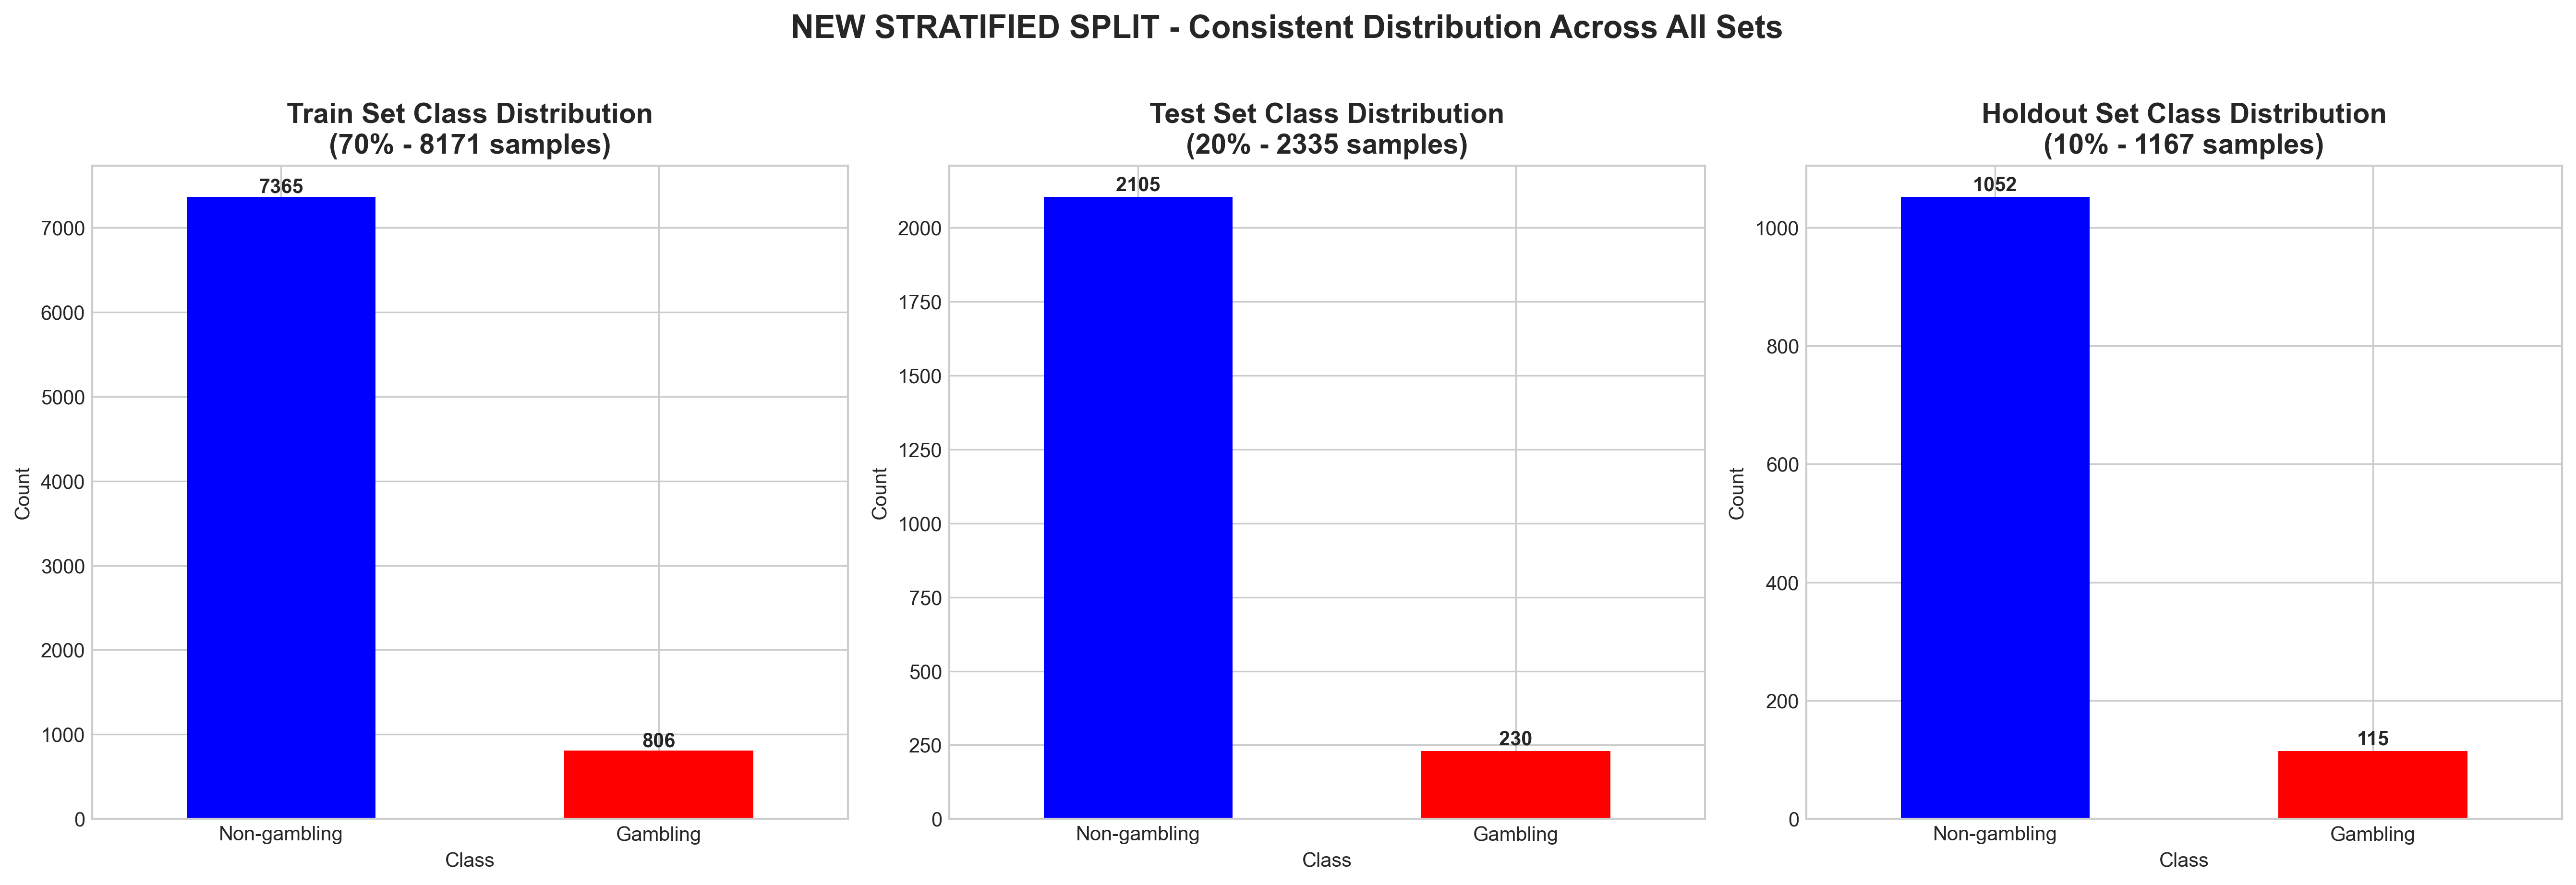 NEW STRATIFIED SPLIT - Consistent Distribution Across All Sets
Train Set Class Distribution
(70% - 8171 samples)
7365
7000
6000
5000
4000
3000
2000
1000
0
806
Count
Non-gambling
Gambling
Class
Test Set Class Distribution
(20% - 2335 samples)
2105
2000
1750
1500
1250
1000
750
500
250
0
230
Count
Non-gambling
Gambling
Class
Holdout Set Class Distribution
(10% - 1167 samples)
1052
1000
800
600
400
200
0
115
Count
Non-gambling
Gambling
Class